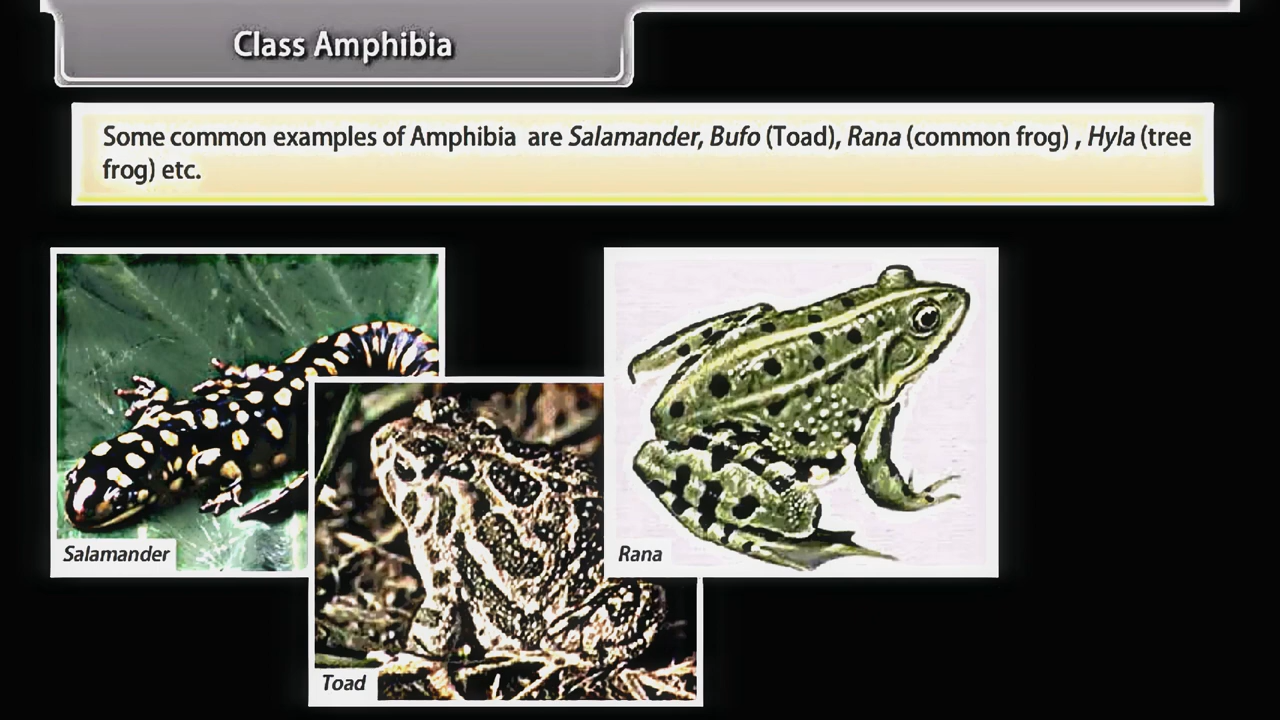 Class Amphibia
Some common examples of Amphibia are Salamander, Bufo (Toad), Rana (common frog) , Hyla (tree
frog) etc.
Salamander
Rana
Toad